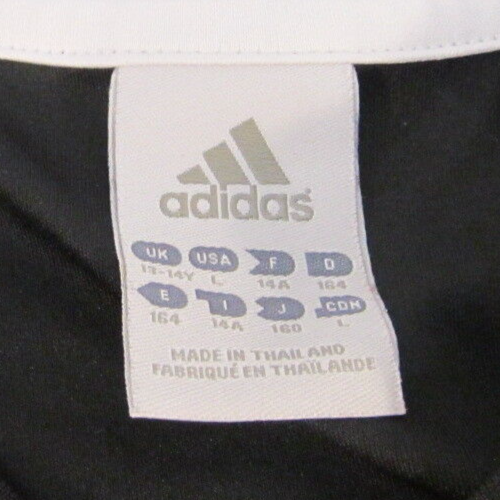 adidas
UK USA F D
13-14Y L 14A 164
E I J CDN
164 14A 160 L
MADE IN THAILAND
FABRIQUÉ EN THAÏLANDE